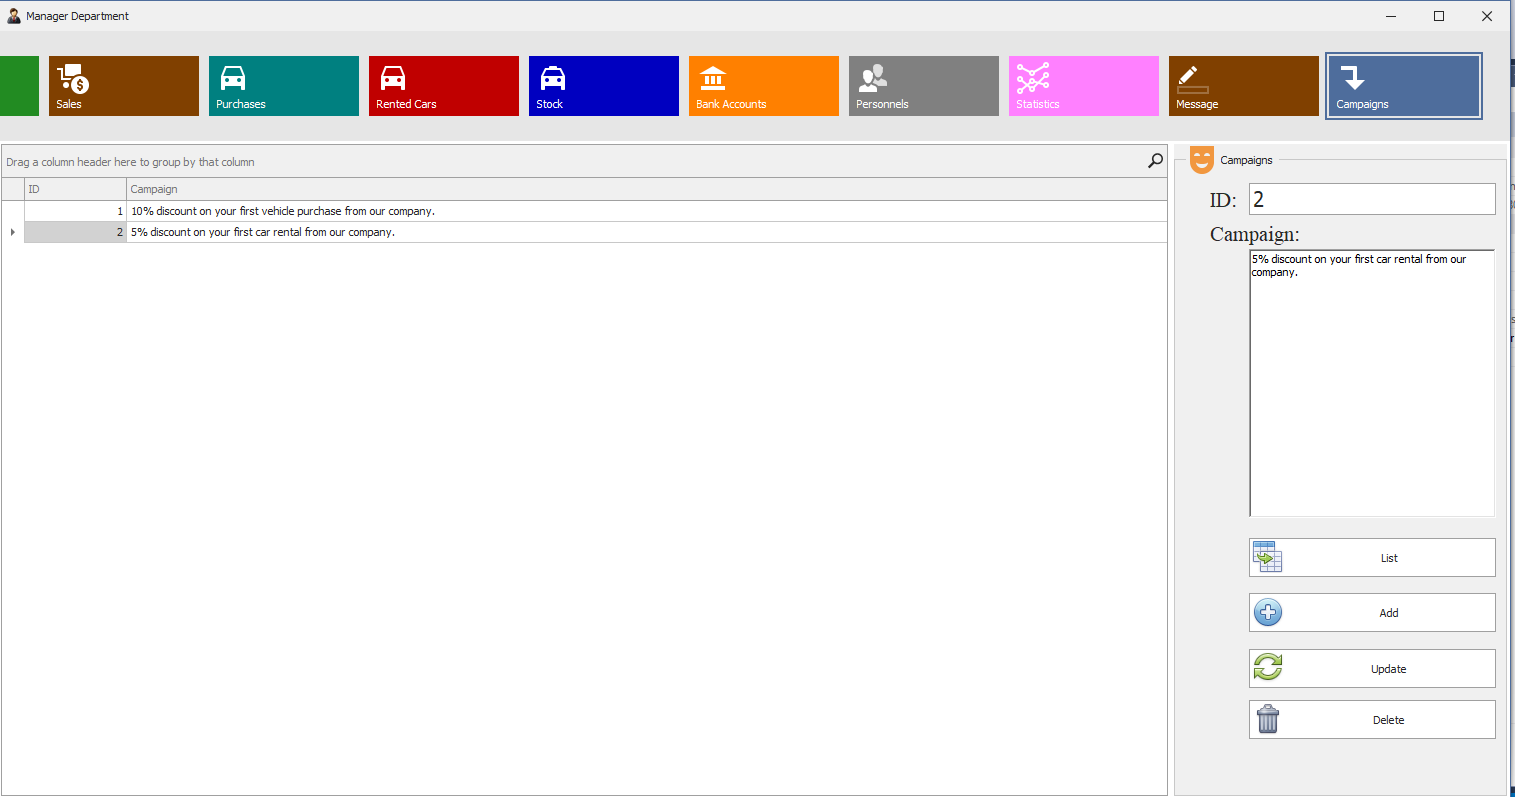 Manager Department
Sales
Purchases
Rented Cars
Stock
Bank Accounts
Personnels
Statistics
Message
Campaigns
Drag a column header here to group by that column
ID Campaign
1 10% discount on your first vehicle purchase from our company.
2 5% discount on your first car rental from our company.
Campaigns
ID: 2
Campaign:
5% discount on your first car rental from our
company.
List
Add
Update
Delete